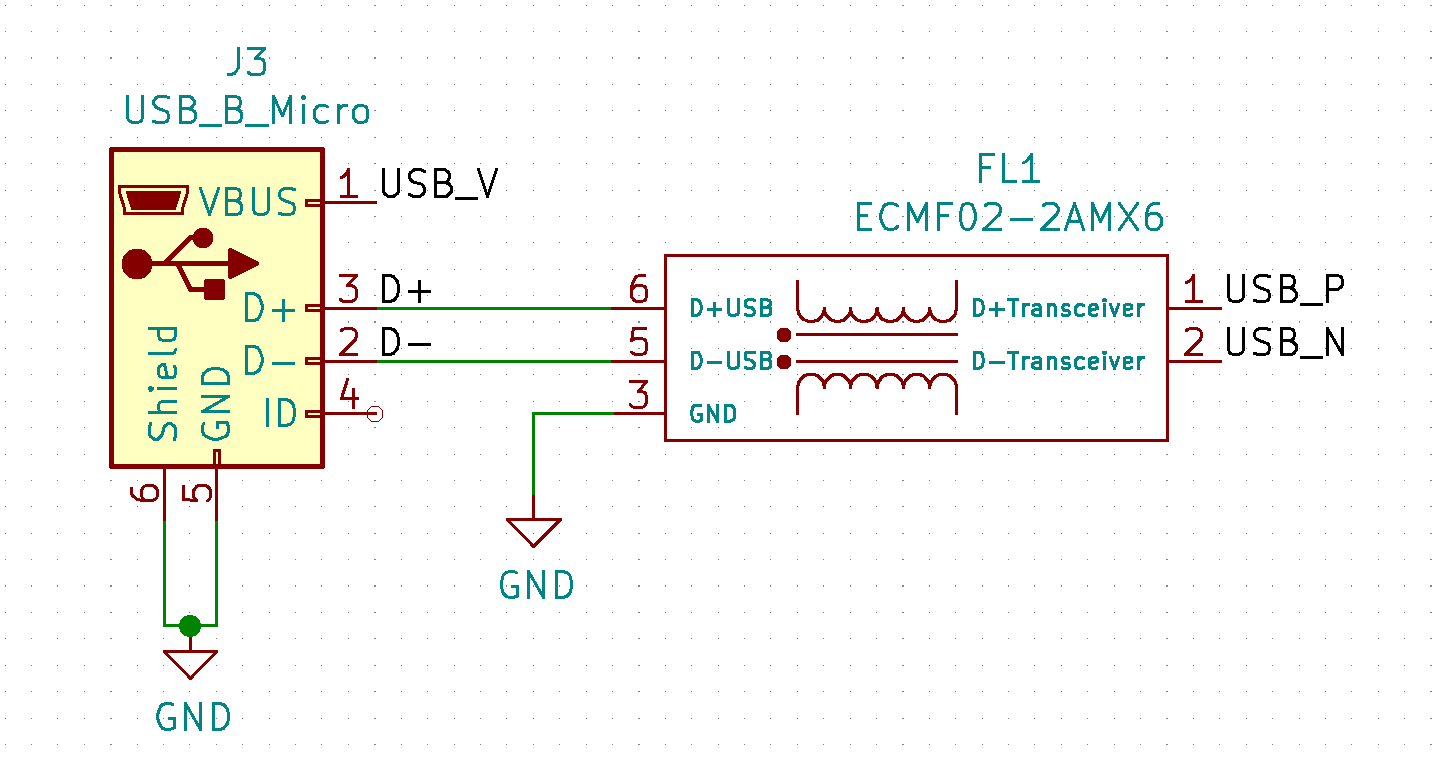 J3
USB_B_Micro
VBUS
1
USB_V
D+
3
D+
D-
2
D-
ID
4
Shield
GND
6
5
GND
FL1
ECMF02-2AMX6
6
D+USB
D+Transceiver
1
USB_P
5
D-USB
D-Transceiver
2
USB_N
3
GND
GND